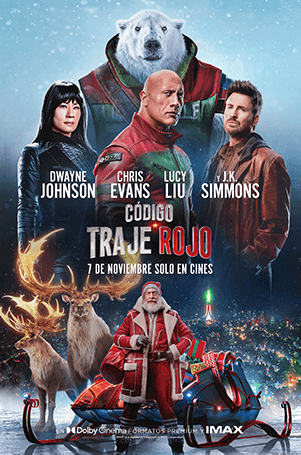 DWAYNE JOHNSON
CHRIS EVANS
LUCY LIU
Y J.K. SIMMONS
CÓDIGO
TRAJE ROJO
7 DE NOVIEMBRE SOLO EN CINES
EN Dolby Cinema FORMATOS PREMIUM Y IMAX